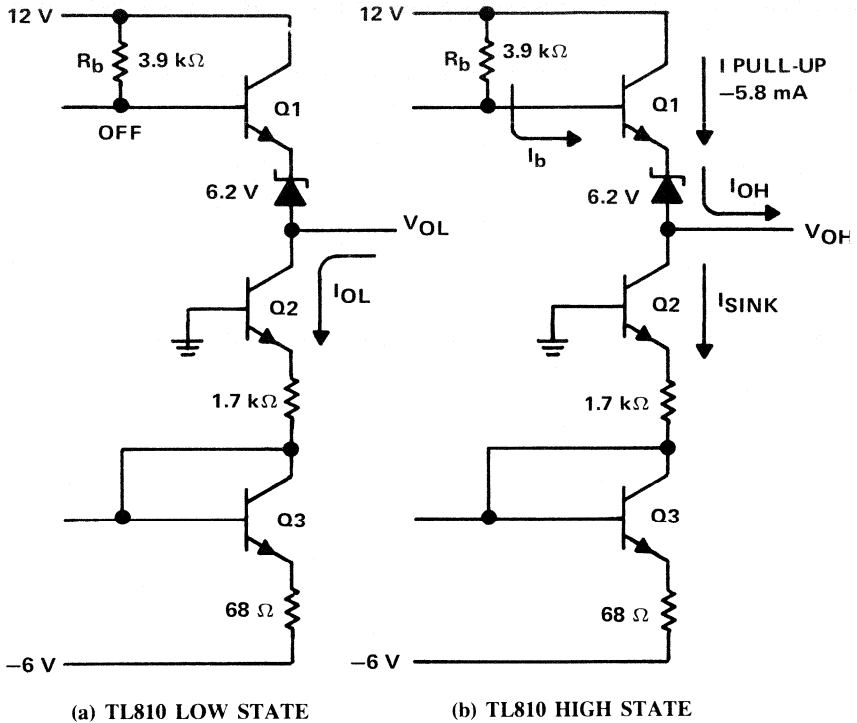 12 V
Rb
3.9 kΩ
OFF
Q1
6.2 V
VOL
IOL
Q2
1.7 kΩ
Q3
68 Ω
–6 V
(a) TL810 LOW STATE
12 V
Rb
3.9 kΩ
Q1
I PULL-UP
–5.8 mA
Ib
6.2 V
IOH
VOH
Q2
ISINK
1.7 kΩ
Q3
68 Ω
–6 V
(b) TL810 HIGH STATE